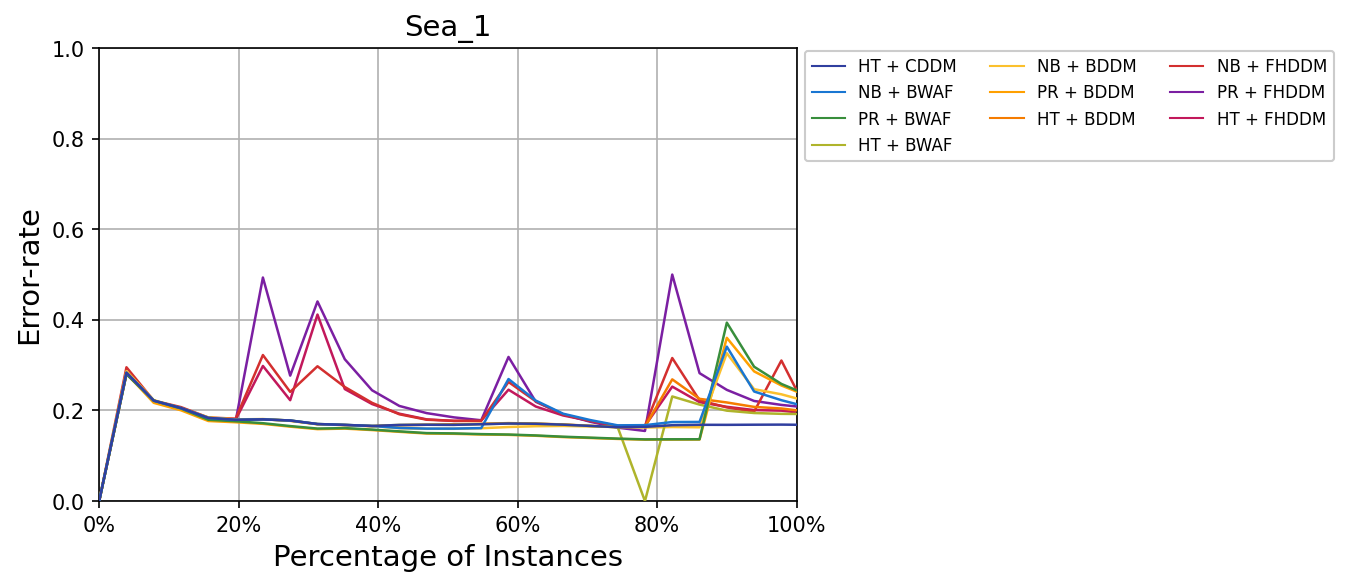 Sea_1
1.0
0.8
0.6
0.4
0.2
0.0
Error-rate
0% 20% 40% 60% 80% 100%
Percentage of Instances
HT + CDDM
NB + BWAF
PR + BWAF
HT + BWAF
NB + BDDM
PR + BDDM
HT + BDDM
NB + FHDDM
PR + FHDDM
HT + FHDDM